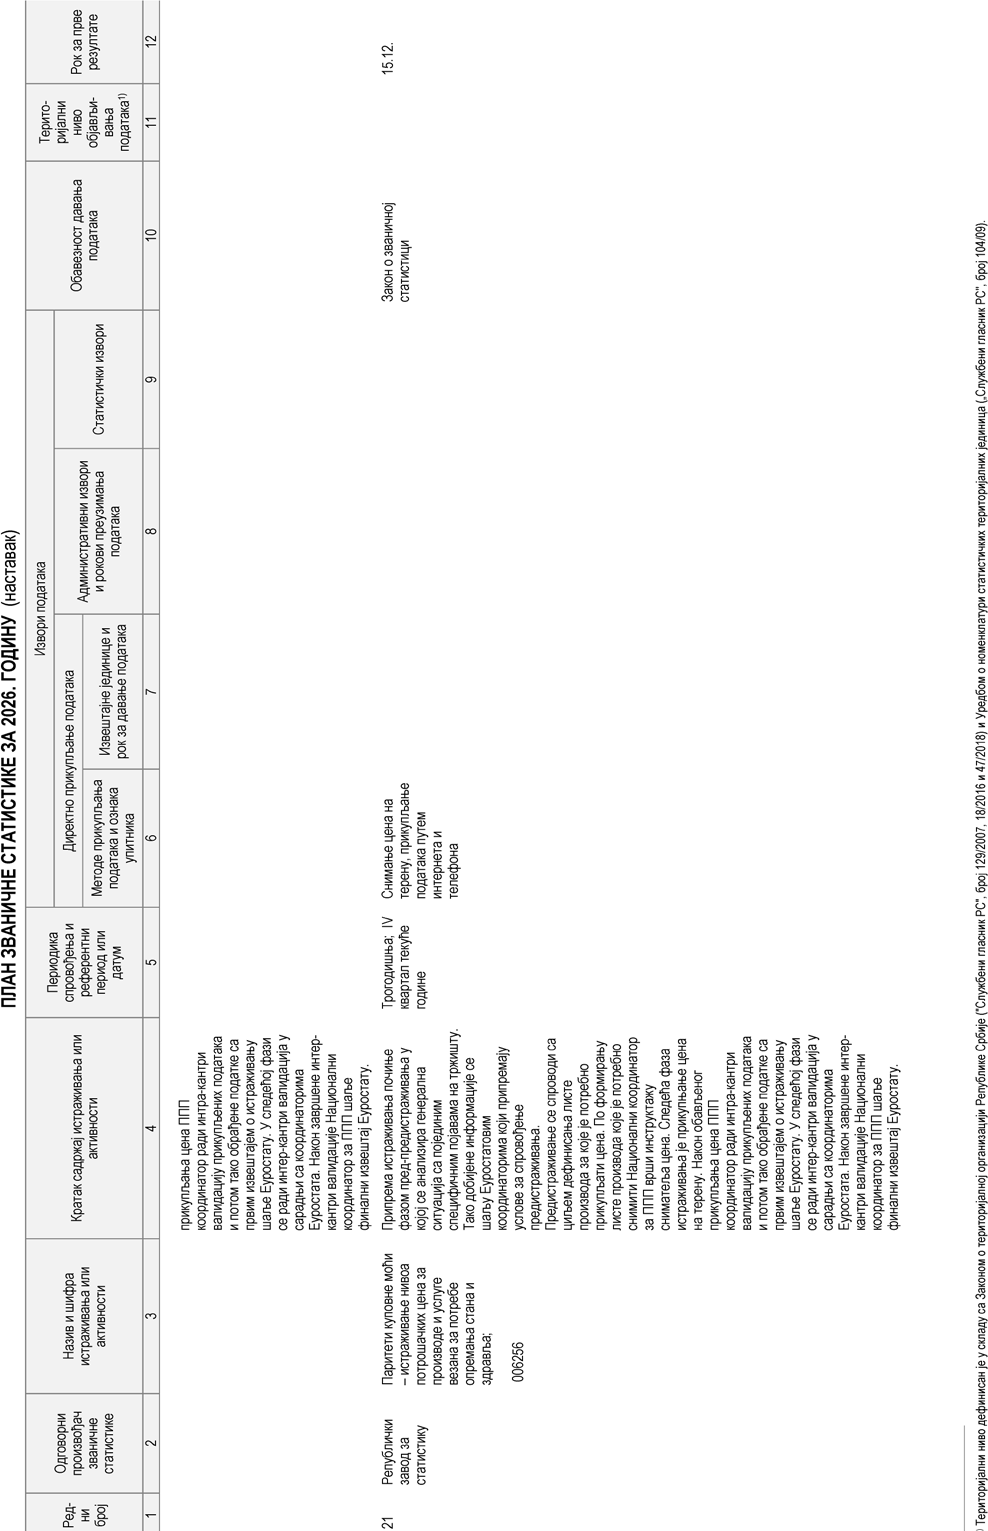 ПЛАН ЗВАНИЧНЕ СТАТИСТИКЕ ЗА 2026. ГОДИНУ (наставак)
Ред-
ни
број
Одговорни
произвођач
званичне
статистике
Назив и шифра
истраживања или
активности
Кратак садржај истраживања или
активности
Периодика
спровођења и
референтни
период или
датум
Извори података
Директно прикупљање података
Методе прикупљања
података и ознака
упитника
Извештајне јединице и
рок за давање података
Административни извори
и рокови преузимања
података
Статистички извори
Обавезност давања
података
Терито-
ријални
ниво
објављи-
вања
података1)
Рок за прве
резултате
1
2
3
4
5
6
7
8
9
10
11
12
прикупљања цена ПП
координатор ради интра-кантри
валидацију прикупљених података
и потом тако обрађене податке са
првим извештајем о истраживању
шаље Евростату. У следећој фази
се ради интер-кантри валидација у
сарадњи са координаторима
Евростата. Након завршене интер-
кантри валидације Национални
координатор за ППП шаље
финални извештај Евростату.
21
Републички
завод за
статистику
Паритети куповне моћи
– истраживање нивоа
потрошачких цена за
производе и услуге
везана за потребе
опремања стана и
здравља;
006256
Припрема истраживања почиње
фазом пред-предистраживања у
којој се анализира генерална
ситуација са појединим
специфичним појавама на тржишту.
Тако добијене информације се
шаљу Евростатовим
координаторима који припремају
услове за спровођење
предистраживања.
Предистраживање се спроводи са
циљем дефинисања листе
производа за које је потребно
прикупљати цена. По формирању
листе производа које је потребно
снимити Национални координатор
за ПП врши инструктажу
сниматеља цена. Следећа фаза
истраживања је прикупњање цена
на терену. Након обављеног
прикупљања цена ППП
координатор ради интра-кантри
валидацију прикупљених података
и потом тако обрађене податке са
првим извештајем о истраживању
шаље Евростату. У следећој фази
се ради интер-кантри валидација у
сарадњи са координаторима
Евростата. Након завршене интер-
кантри валидације Национални
координатор за ППП шаље
финални извештај Евростату.
Трогодишња; IV
квартал текуће
године
Снимање цена на
терену, прикупљање
података путем
интернета и
телефона
Закон о званичној
статистици
15.12.
) Територијални ниво дефинисан је у складу са Законом о територијалној организацији Републике Србије ("Службени гласник РС", број 129/2007, 18/2016 и 47/2018) и Уредбом о номенклатури статистичких територијалних јединица („Службени гласник РС", број 104/09).